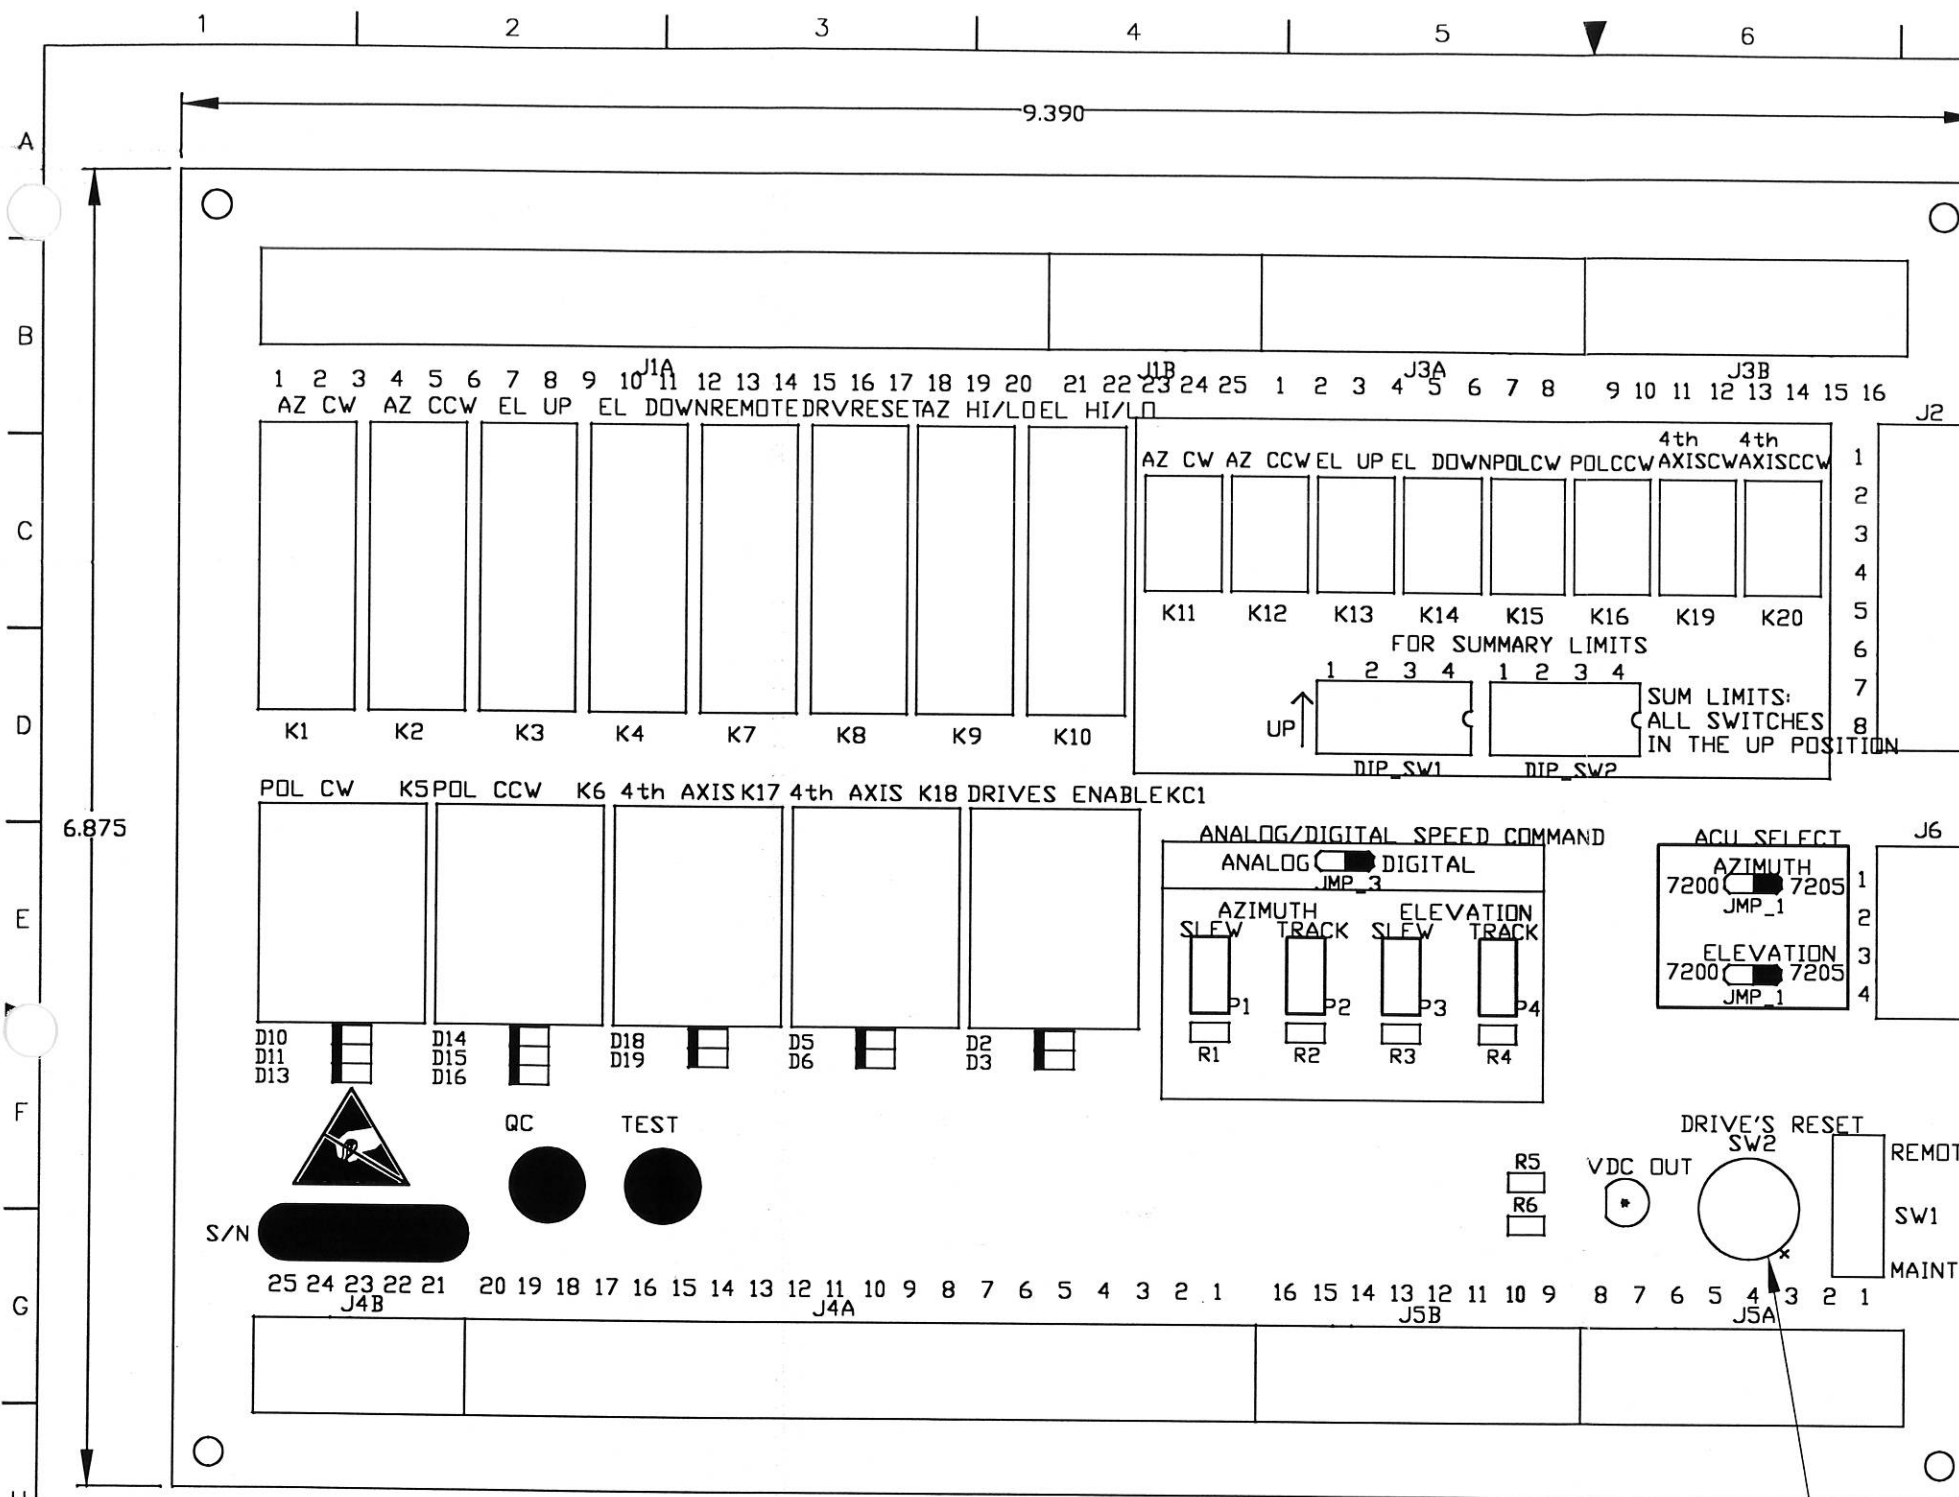 1 2 3 4 5 6
9.390
A
B
J1A J1B J3A J3B
1 2 3 4 5 6 7 8 9 10 11 12 13 14 15 16 17 18 19 20 21 22 23 24 25 1 2 3 4 5 6 7 8 9 10 11 12 13 14 15 16
AZ CW AZ CCW EL UP EL DOWN REMOTE DRVRESET AZ HI/LO EL HI/LO
J2
4th 4th
AZ CW AZ CCW EL UP EL DOWN POLCW POLCCW AXISCW AXISCCW
1
2
3
4
5
6
7
8
C
K11 K12 K13 K14 K15 K16 K19 K20
FOR SUMMARY LIMITS
1 2 3 4 1 2 3 4
UP
SUM LIMITS:
ALL SWITCHES
IN THE UP POSITION
DIP_SW1 DIP_SW2
D
K1 K2 K3 K4 K7 K8 K9 K10
POL CW K5 POL CCW K6 4th AXIS K17 4th AXIS K18 DRIVES ENABLE KC1
6.875
ANALOG/DIGITAL SPEED COMMAND
ANALOG DIGITAL
JMP_3
AZIMUTH ELEVATION
SLEW TRACK SLEW TRACK
P1 P2 P3 P4
R1 R2 R3 R4
ACU SELECT
AZIMUTH
7200 7205
JMP_1
ELEVATION
7200 7205
JMP_1
J6
1
2
3
4
E
D10
D11
D13
D14
D15
D16
D18
D19
D5
D6
D2
D3
F
QC TEST
S/N
R5
R6
VDC OUT
DRIVE'S RESET
SW2
REMOT
SW1
MAINT
G
25 24 23 22 21 20 19 18 17 16 15 14 13 12 11 10 9 8 7 6 5 4 3 2 1 16 15 14 13 12 11 10 9 8 7 6 5 4 3 2 1
J4B J4A J5B J5A